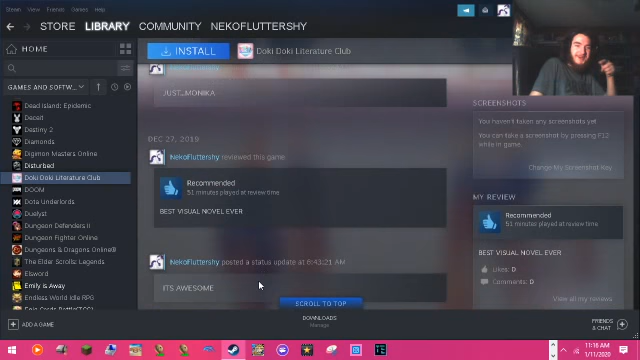 Steam View Friends Games Help
STORE LIBRARY COMMUNITY NEKOFLUTTERSHY
HOME
INSTALL Doki Doki Literature Club
JUST_MONIKA
GAMES AND SOFTW...
Dead Island: Epidemic
Deceit
Destiny 2
Diamonds
Digimon Masters Online
Disturbed
Doki Doki Literature Club
DOOM
Dota Underlords
Duelyst
Dungeon Defenders II
Dungeon Fighter Online
Dungeons & Dragons Online®
The Elder Scrolls: Legends
Elsword
Emily is Away
Endless World Idle RPG
DEC 27, 2019
NekoFluttershy reviewed this game
Recommended
51 minutes played at review time
BEST VISUAL NOVEL EVER
NekoFluttershy posted a status update at 8:43:21 AM
ITS AWESOME
SCROLL TO TOP
SCREENSHOTS
You haven't taken any screenshots yet
You can take a screenshot by pressing F12
while in game.
Change My Screenshot Key
MY REVIEW
Recommended
51 minutes played at review time
BEST VISUAL NOVEL EVER
Likes: 0
Comments: 0
View all my reviews
ADD A GAME
DOWNLOADS
Manage
FRIENDS
& CHAT
11:16 AM
1/11/2020